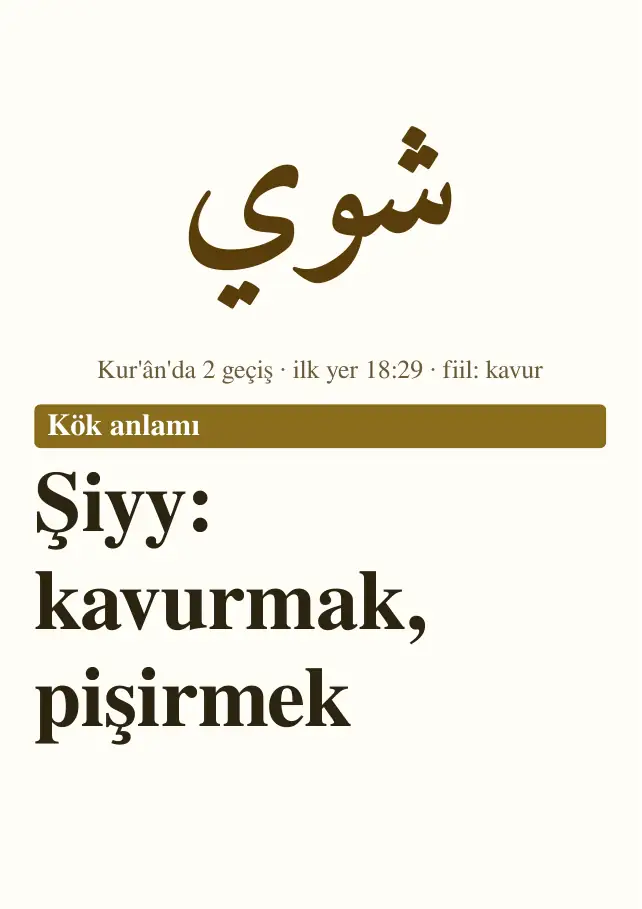 شوي
Kur'ân'da 2 geçiş · ilk yer 18:29 · fiil: kavur
Kök anlamı
Şiyy:
kavurmak,
pişirmek